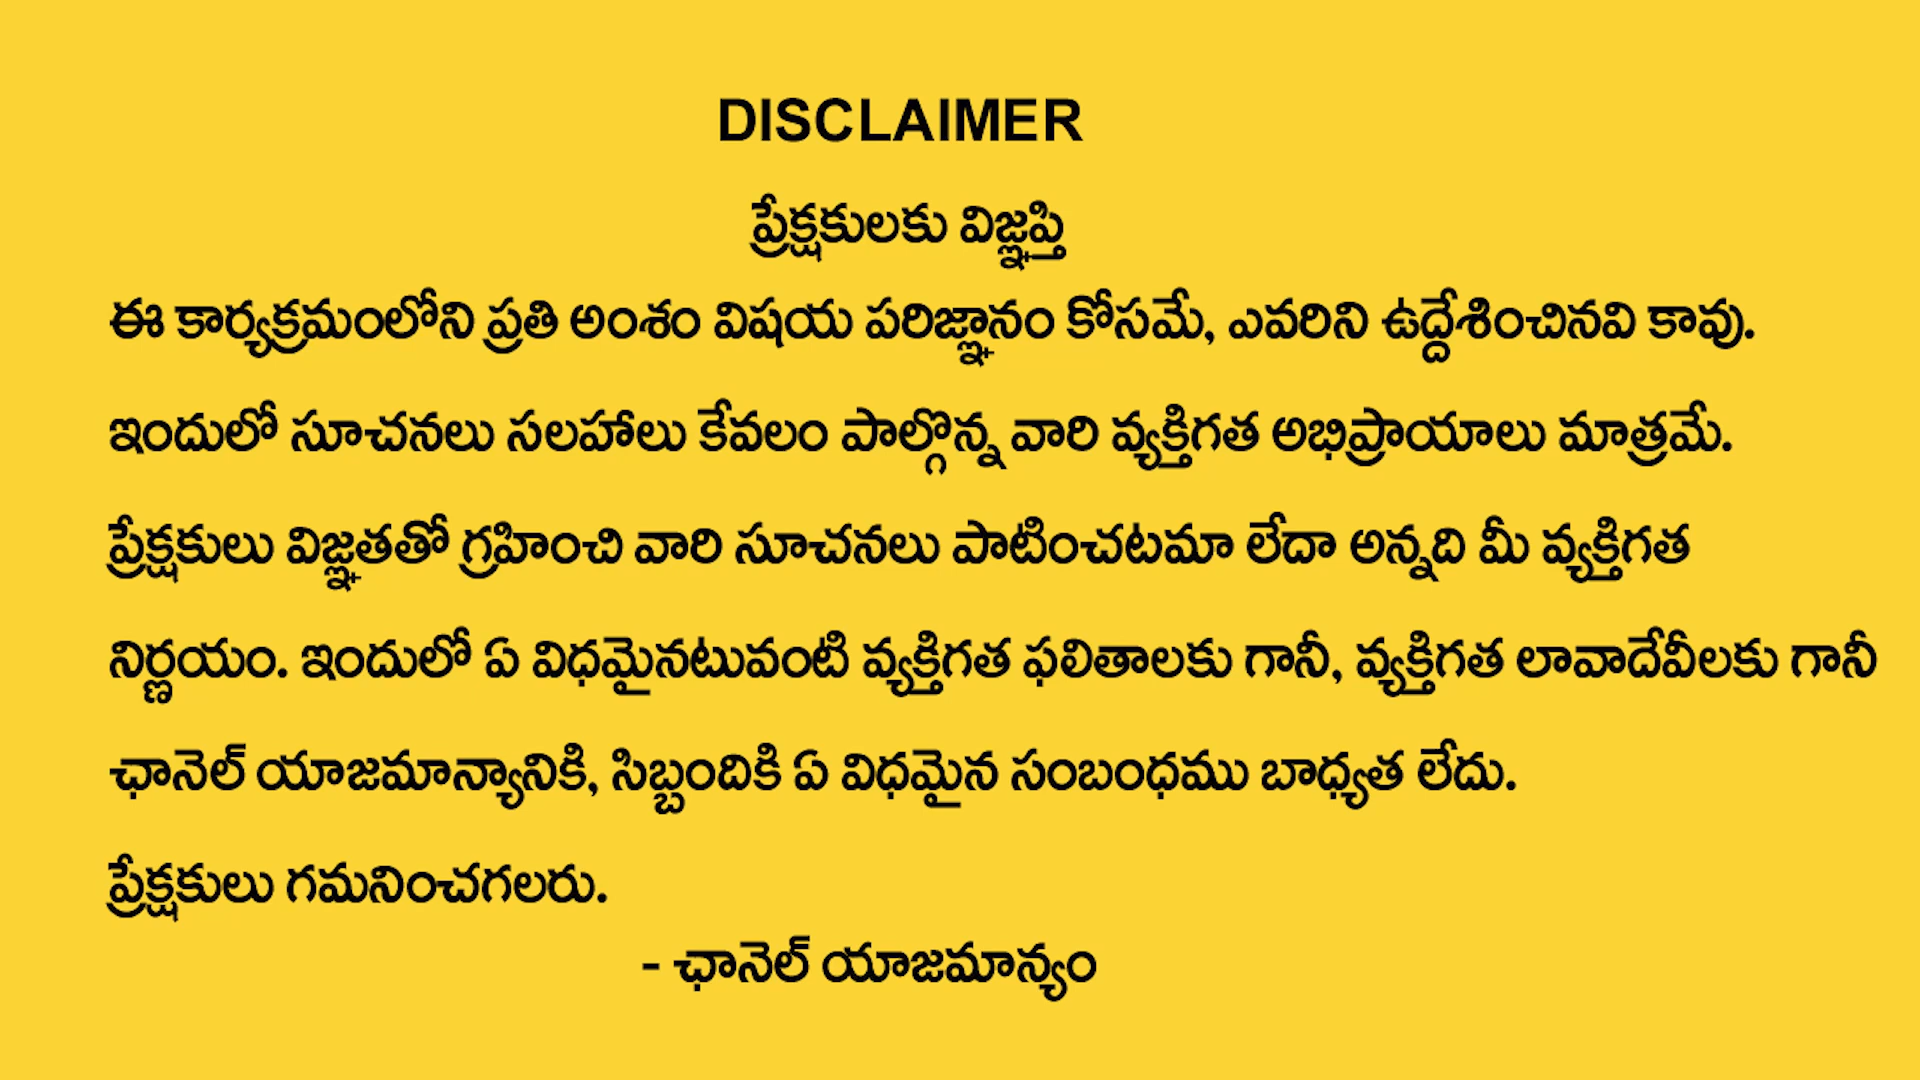 DISCLAIMER
ప్రేక్షకులకు విజ్ఞప్తి
ఈ కార్యక్రమంలోని ప్రతి అంశం విషయ పరిజ్ఞానం కోసమే, ఎవరిని ఉద్దేశించినవి కావు.
ఇందులో సూచనలు సలహాలు కేవలం పాల్గొన్న వారి వ్యక్తిగత అభిప్రాయాలు మాత్రమే.
ప్రేక్షకులు విజ్ఞతతో గ్రహించి వారి సూచనలు పాటించటమా లేదా అన్నది మీ వ్యక్తిగత
నిర్ణయం. ఇందులో ఏ విధమైనటువంటి వ్యక్తిగత ఫలితాలకు గానీ, వ్యక్తిగత లావాదేవీలకు గానీ
ఛానెల్ యాజమాన్యానికి, సిబ్బందికి ఏ విధమైన సంబంధము బాధ్యత లేదు.
ప్రేక్షకులు గమనించగలరు.
- ఛానెల్ యాజమాన్యం